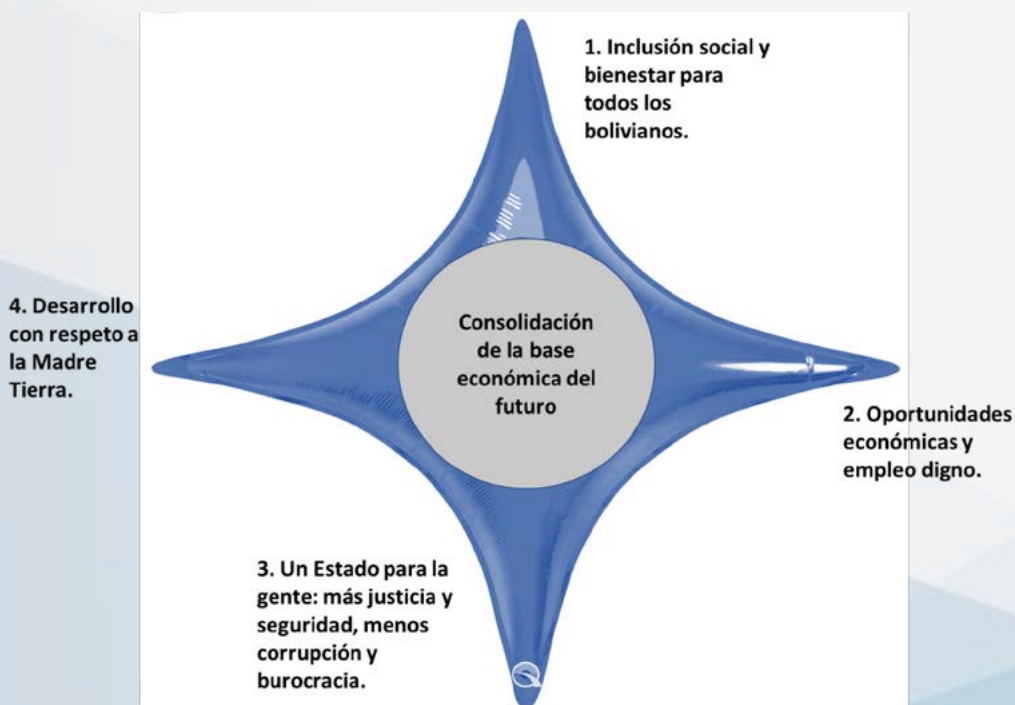 1. Inclusión social y
bienestar para
todos los
bolivianos.
4. Desarrollo
con respeto a
la Madre
Tierra.
Consolidación
de la base
económica del
futuro
2. Oportunidades
económicas y
empleo digno.
3. Un Estado para la
gente: más justicia y
seguridad, menos
corrupción y
burocracia.